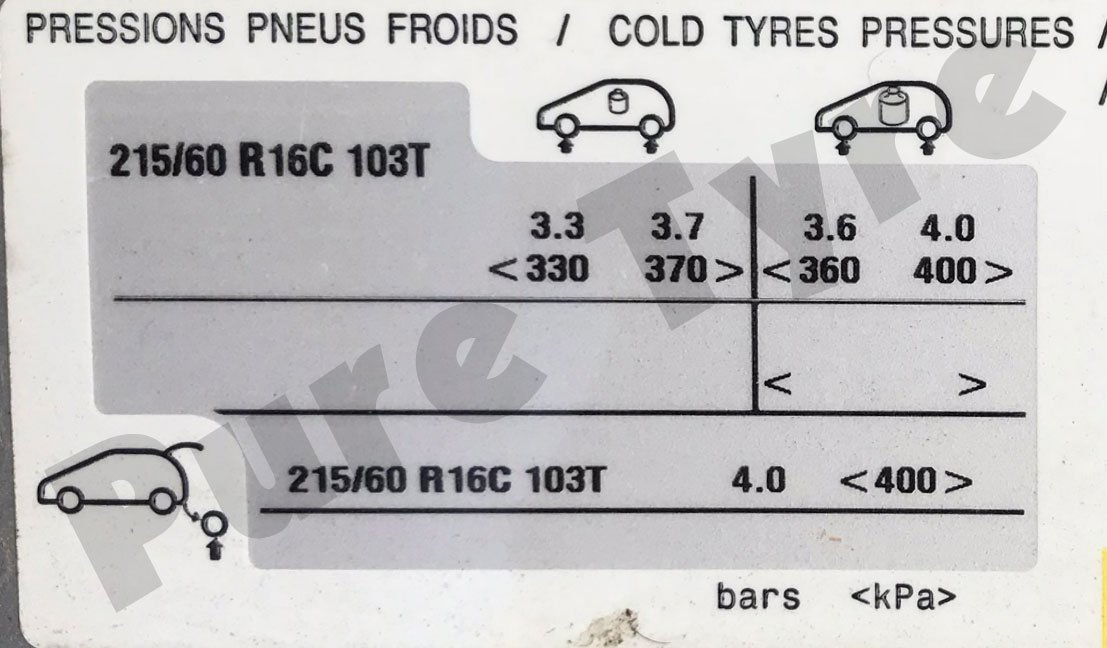 PRESSIONS PNEUS FROIDS / COLD TYRES PRESSURES /
/
215/60 R16C 103T
3.3 3.7 3.6 4.0
<330 370> <360 400>
< >
215/60 R16C 103T 4.0 <400>
bars <kPa>
Pure Tyre